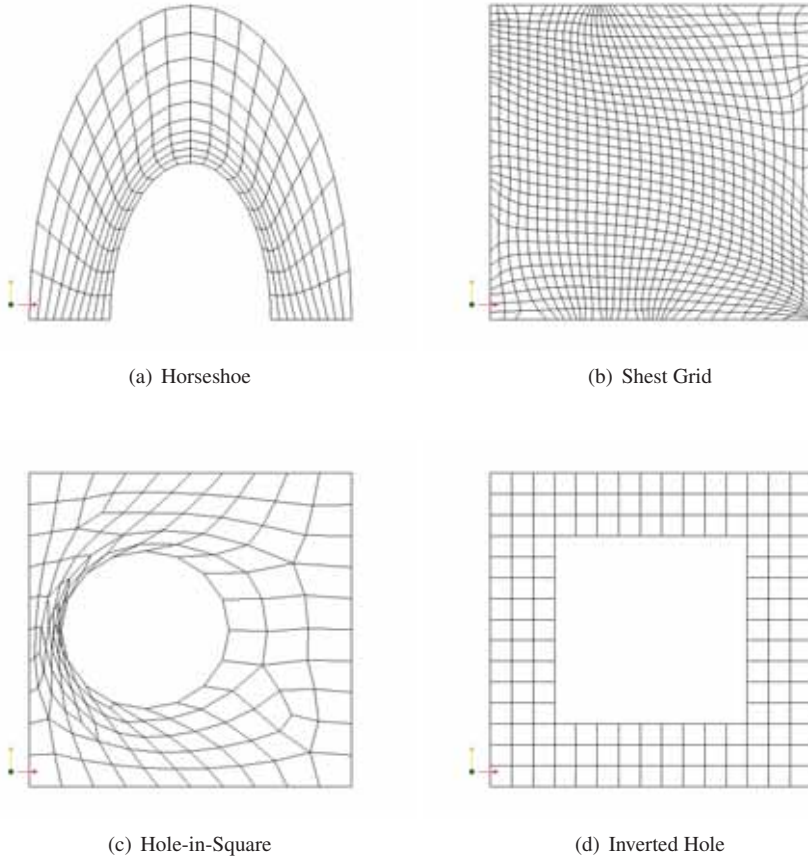 (a) Horseshoe
(b) Shest Grid
(c) Hole-in-Square
(d) Inverted Hole